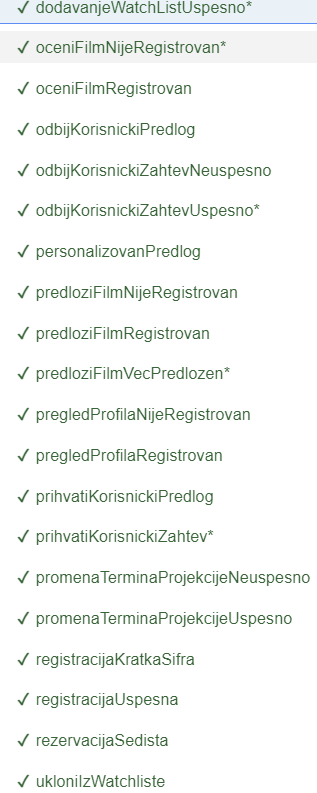 ✓ dodavanjeWatchListUspesno*
✓ oceniFilmNijeRegistrovan*
✓ oceniFilmRegistrovan
✓ odbijKorisnickiPredlog
✓ odbijKorisnickiZahtevNeuspesno
✓ odbijKorisnickiZahtevUspesno*
✓ personalizovanPredlog
✓ predloziFilmNijeRegistrovan
✓ predloziFilmRegistrovan
✓ predloziFilmVecPredlozen*
✓ pregledProfilaNijeRegistrovan
✓ pregledProfilaRegistrovan
✓ prihvatiKorisnickiPredlog
✓ prihvatiKorisnickiZahtev*
✓ promenaTerminaProjekcijeNeuspesno
✓ promenaTerminaProjekcijeUspesno
✓ registracijaKratkaSifra
✓ registracijaUspesna
✓ rezervacijaSedista
✓ ukloniIzWatchliste